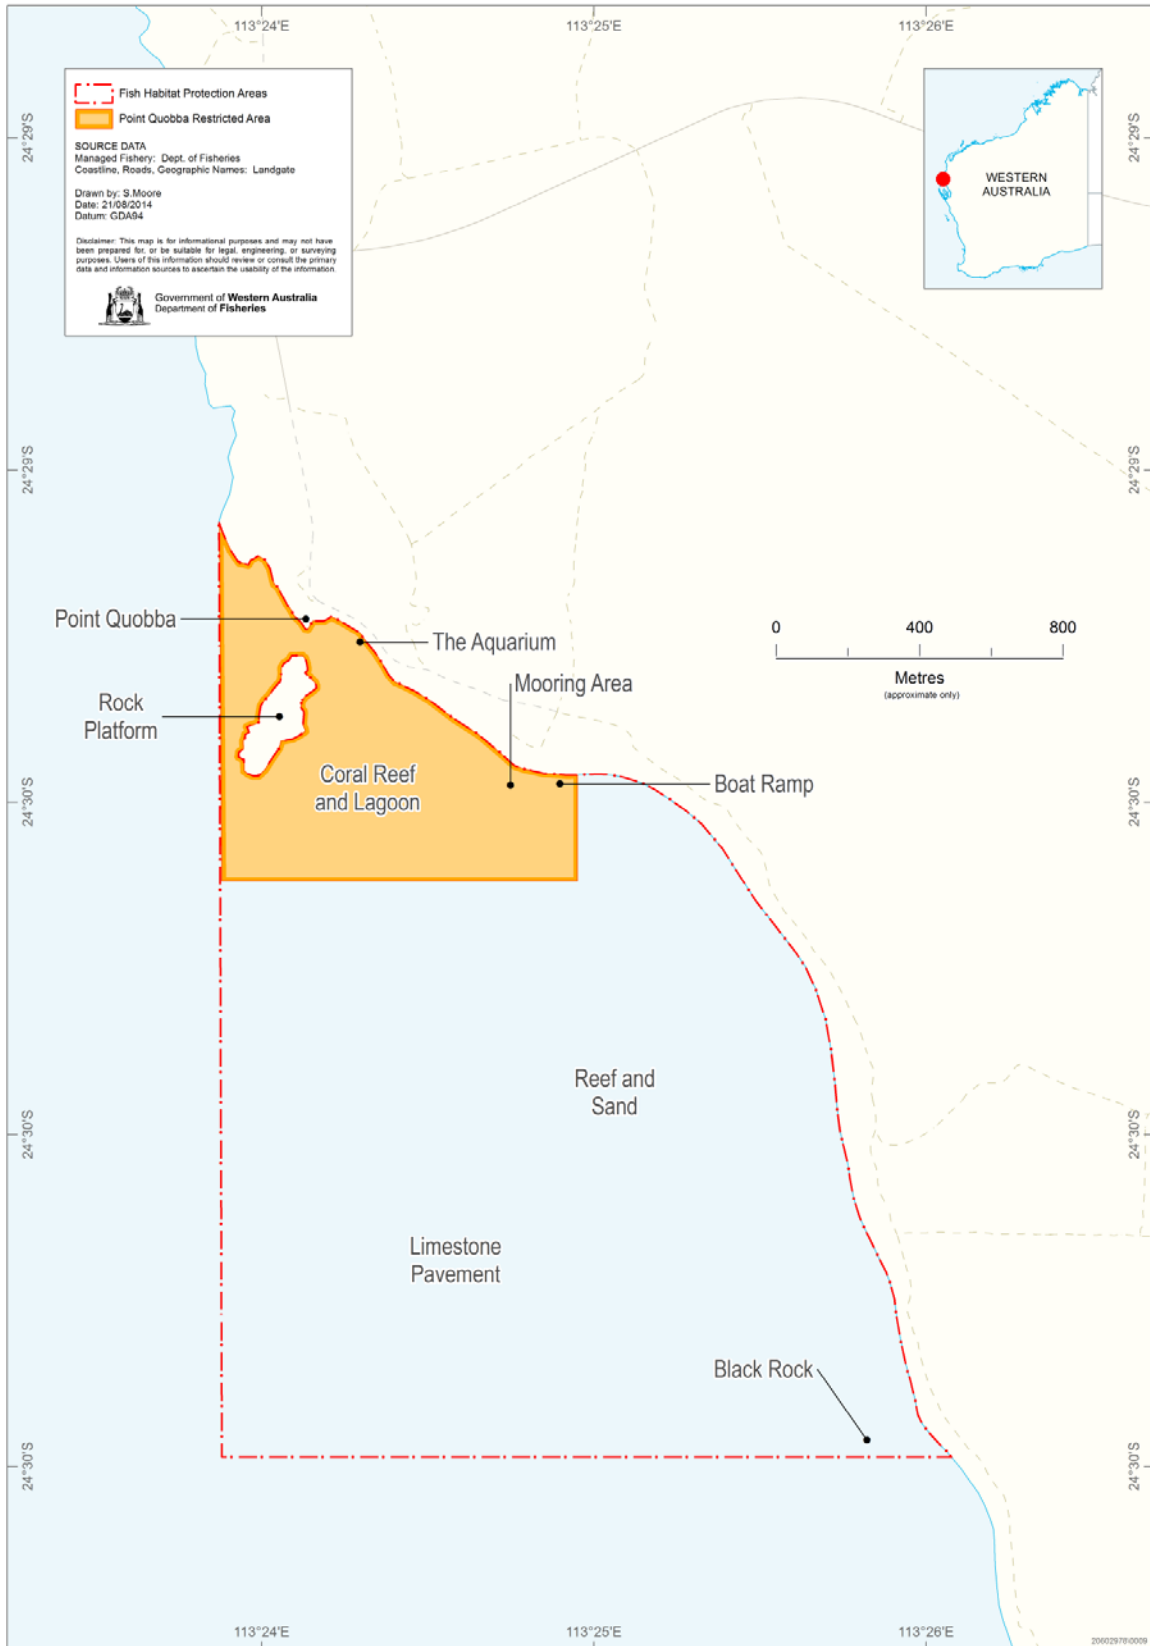 113°24'E
113°25'E
113°26'E
Fish Habitat Protection Areas
Point Quobba Restricted Area
SOURCE DATA
Managed Fishery: Dept. of Fisheries
Coastline, Roads, Geographic Names: Landgate
Drawn by: S.Moore
Date: 21/08/2014
Datum: GDA94
Disclaimer: This map is for informational purposes and may not have
been prepared for, or be suitable for legal, engineering, or surveying
purposes. Users of this information should review or consult the primary
data and information sources to ascertain the usability of the information.
Government of Western Australia
Department of Fisheries
WESTERN
AUSTRALIA
24°29'S
24°29'S
24°29'S
24°29'S
Point Quobba
The Aquarium
0
400
800
Metres
(approximate only)
Mooring Area
Rock
Platform
Coral Reef
and Lagoon
Boat Ramp
24°30'S
24°30'S
Reef and
Sand
24°30'S
24°30'S
Limestone
Pavement
Black Rock
24°30'S
24°30'S
113°24'E
113°25'E
113°26'E